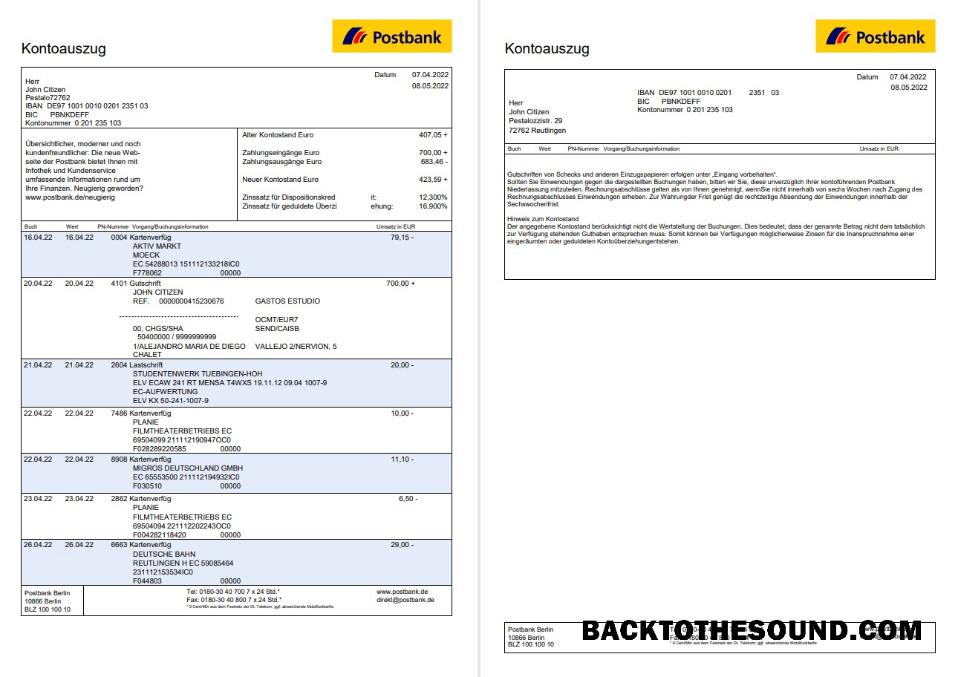 Kontoauszug
Postbank
Datum 07.04.2022
08.05.2022
Herr
John Citizen
Pestalo72762
IBAN DE97 1001 0010 0201 2351 03
BIC PBNKDEFF
Kontonummer 0 201 235 103
Übersichtlicher, moderner und noch
kundenfreundlicher: Die neue Web-
seite der Postbank bietet Ihnen mit
Infothek und Kundenservice
umfassende Informationen rund um
Ihre Finanzen. Neugierig geworden?
www.postbank.de/neugierig
Alter Kontostand Euro 407,05 +
Zahlungseingänge Euro 700,00 +
Zahlungsausgänge Euro 683,46 -
Neuer Kontostand Euro 423,59 +
Zinssatz für Dispositionskred it: 12,300%
Zinssatz für geduldete Überzi ehung: 16,900%
Buch Wert PN-Nummer Vorgang/Buchungsinformation Umsatz in EUR
16.04.22 16.04.22 0004 Kartenverfüg 79,15 -
AKTIV MARKT
MOECK
EC 54288013 151112133218IC0
F778062 00000
20.04.22 20.04.22 4101 Gutschrift 700,00 +
JOHN CITIZEN
REF. 0000000415230676 GASTOS ESTUDIO
OCMT/EUR7
00, CHGS/SHA SEND/CAISB
50400000 / 9999999999
1/ALEJANDRO MARIA DE DIEGO VALLEJO 2/NERVION, 5
CHALET
21.04.22 21.04.22 2604 Lastschrift 20,00 -
STUDENTENWERK TUEBINGEN-HOH
ELV ECAW 241 RT MENSA T4WXS 19.11.12 09.04 1007-9
EC-AUFWERTUNG
ELV KX 50-241-1007-9
22.04.22 22.04.22 7486 Kartenverfüg 10,00 -
PLANIE
FILMTHEATERBETRIEBS EC
69504099 211112190947OC0
F028289220585 00000
22.04.22 22.04.22 8908 Kartenverfüg 11,10 -
MIGROS DEUTSCHLAND GMBH
EC 65553500 211112194932IC0
F030510 00000
23.04.22 23.04.22 2862 Kartenverfüg 6,50 -
PLANIE
FILMTHEATERBETRIEBS EC
69504094 221112202243OC0
F004282118420 00000
26.04.22 26.04.22 6663 Kartenverfüg 29,00 -
DEUTSCHE BAHN
REUTLINGEN H EC 59085464
231112153534IC0
F044803 00000
Postbank Berlin
10866 Berlin
BLZ 100 100 10
Tel: 0180-30 40 700 7 x 24 Std.*
Fax: 0180-30 40 800 7 x 24 Std.*
* 9 Cent/Min aus dem Festnetz der Dt. Telekom, ggf. abweichende Mobilfunktarife
www.postbank.de
direkt@postbank.de
Kontoauszug
Postbank
Datum 07.04.2022
08.05.2022
IBAN DE97 1001 0010 0201 2351 03
BIC PBNKDEFF
Kontonummer 0 201 235 103
Herr
John Citizen
Pestalozzistr. 29
72762 Reutlingen
Buch Wert PN-Nummer Vorgang/Buchungsinformation Umsatz in EUR
Gutschriften von Schecks und anderen Einzugspapieren erfolgen unter „Eingang vorbehalten“.
Sollten Sie Einwendungen gegen die dargestellten Buchungen haben, bitten wir Sie, diese unverzüglich Ihrer kontoführenden Postbank
Niederlassung mitzuteilen. Rechnungsabschlüsse gelten als von Ihnen genehmigt, wennSie nicht innerhalb von sechs Wochen nach Zugang des
Rechnungsabschlusses Einwendungen erheben. Zur Wahrungder Frist genügt die rechtzeitige Absendung der Einwendungen innerhalb der
Sechswochenfrist.
Hinweis zum Kontostand
Der angegebene Kontostand berücksichtigt nicht die Wertstellung der Buchungen. Dies bedeutet, dass der genannte Betrag nicht dem tatsächlich
zur Verfügung stehenden Guthaben entsprechen muss. Somit können bei Verfügungen möglicherweise Zinsen für die Inanspruchnahme einer
eingeräumten oder geduldeten Kontoüberziehungentstehen.
Postbank Berlin
10866 Berlin
BLZ 100 100 10
BACKTOTHESOUND.COM
* 9 Cent/Min aus dem Festnetz der Dt. Telekom, ggf. abweichende Mobilfunktarife